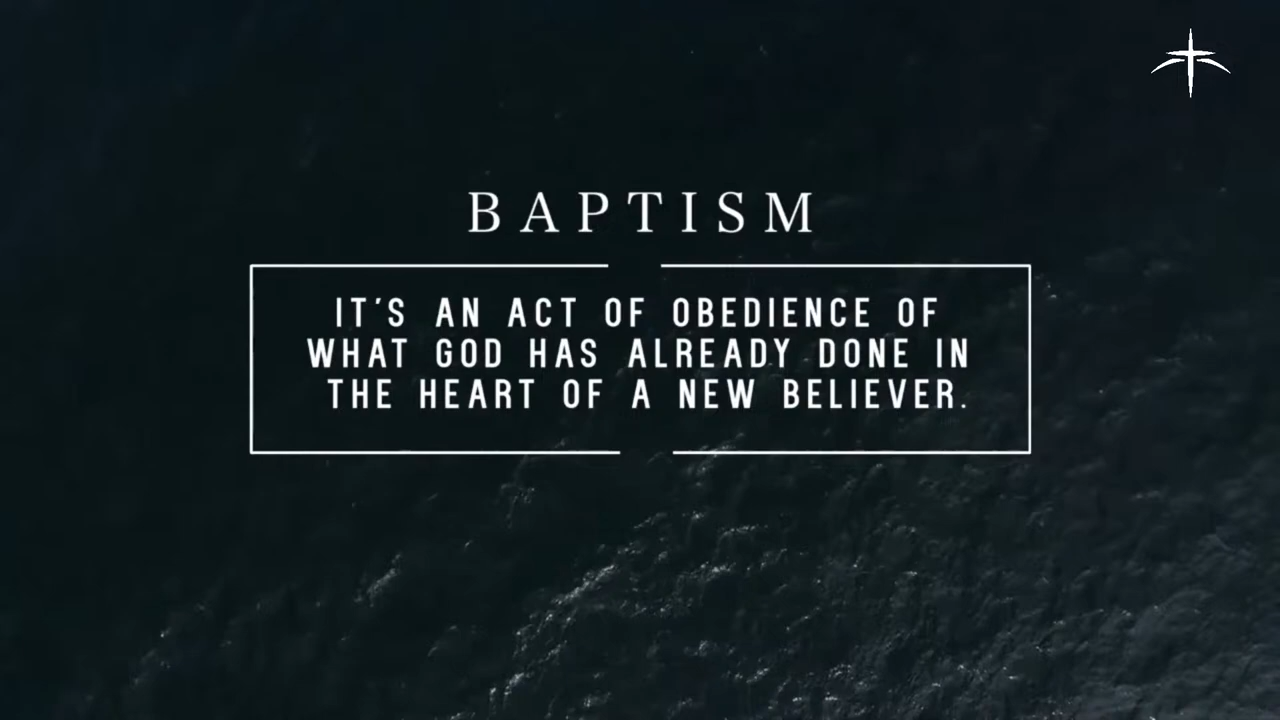 BAPTISM
IT'S AN ACT OF OBEDIENCE OF
WHAT GOD HAS ALREADY DONE IN
THE HEART OF A NEW BELIEVER.